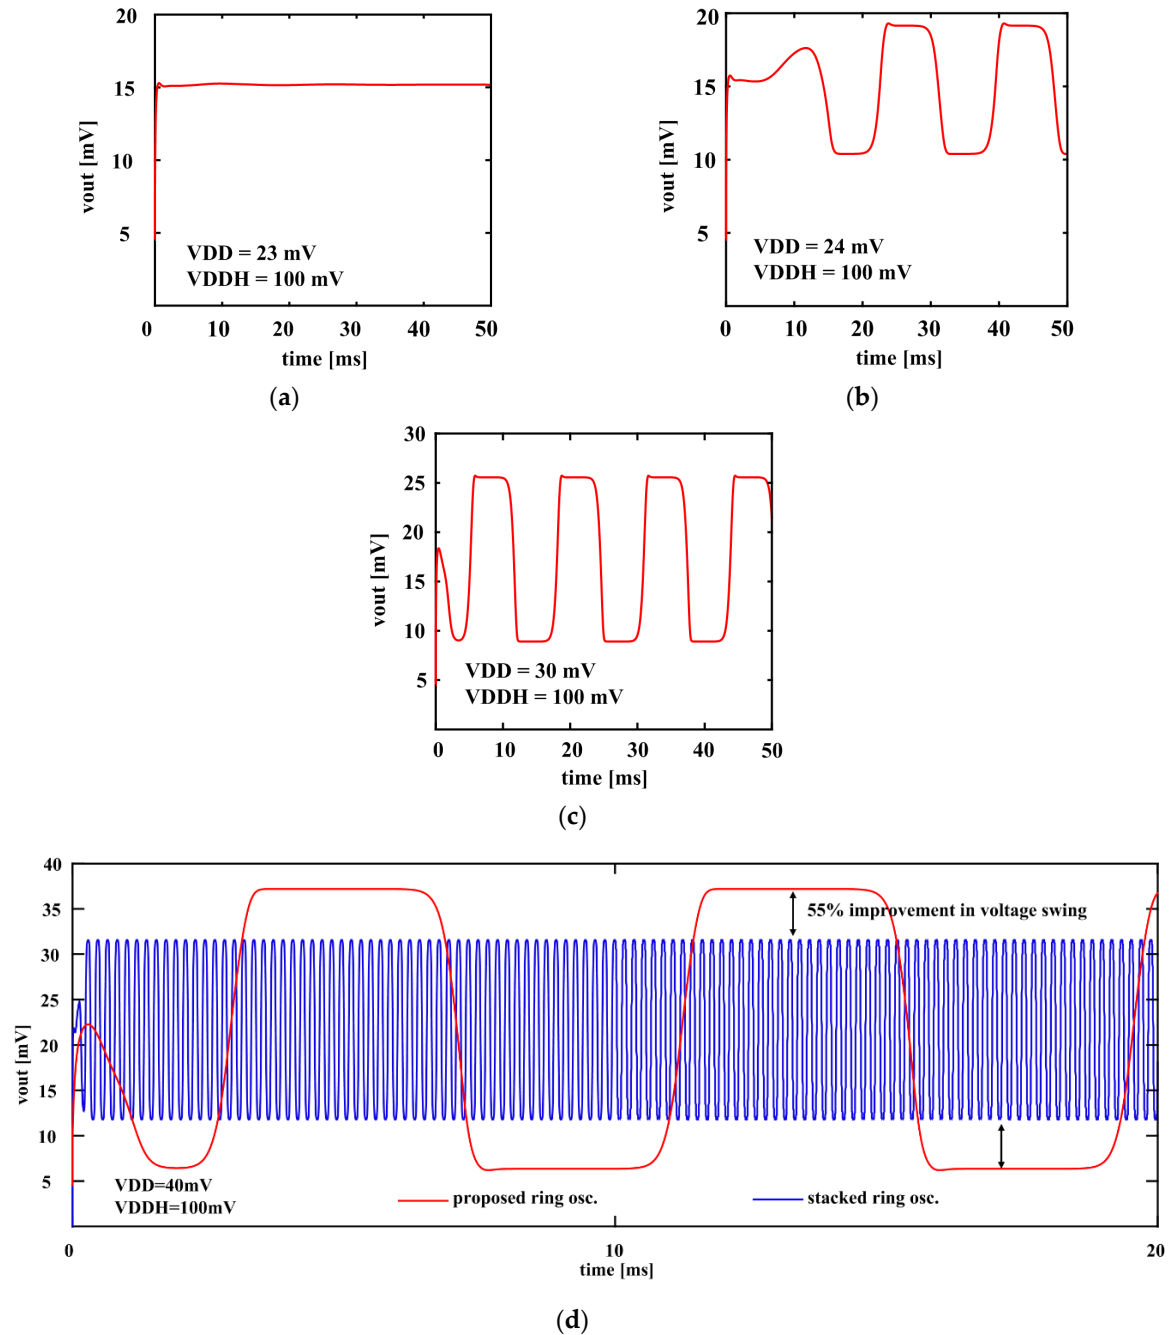 20
15
10
5
vout [mV]
VDD = 23 mV
VDDH = 100 mV
0 10 20 30 40 50
time [ms]
(a)
20
15
10
5
vout [mV]
VDD = 24 mV
VDDH = 100 mV
0 10 20 30 40 50
time [ms]
(b)
30
25
20
15
10
5
vout [mV]
VDD = 30 mV
VDDH = 100 mV
0 10 20 30 40 50
time [ms]
(c)
40
35
30
25
20
15
10
5
vout [mV]
55% improvement in voltage swing
VDD=40mV
VDDH=100mV
proposed ring osc.
stacked ring osc.
0 10 20
time [ms]
(d)